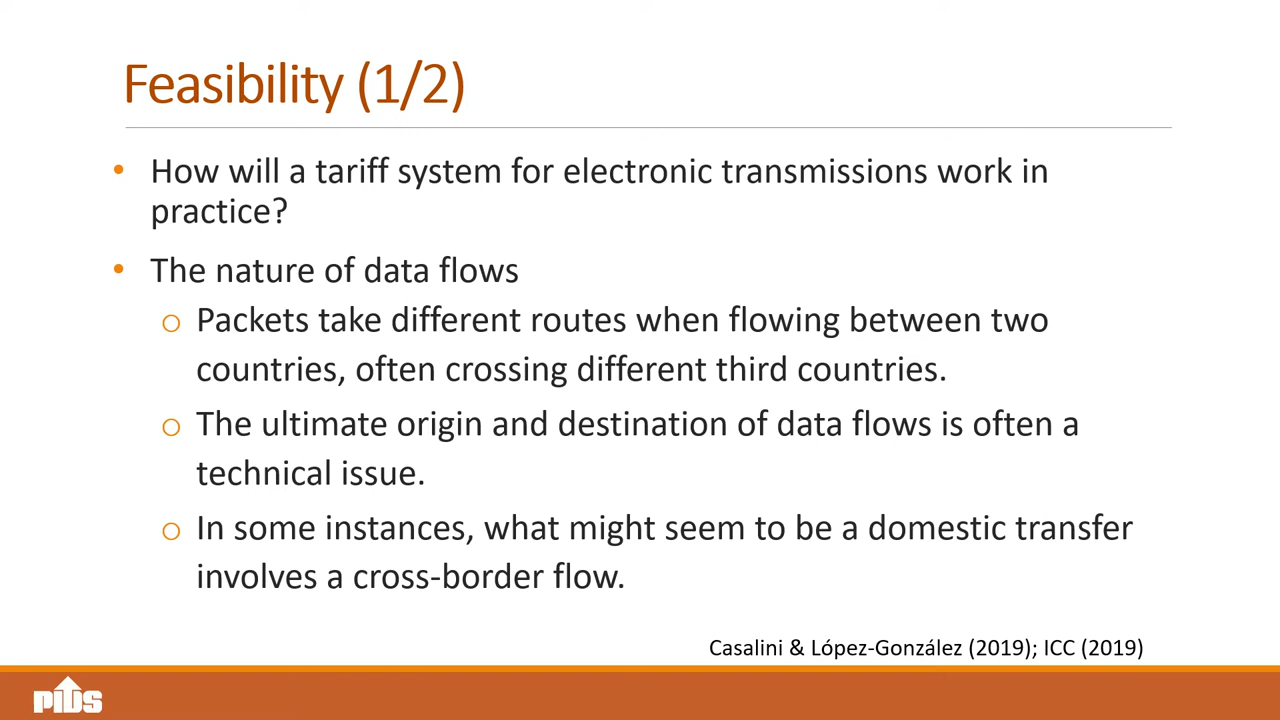 Feasibility (1/2)
• How will a tariff system for electronic transmissions work in
practice?
• The nature of data flows
o Packets take different routes when flowing between two
countries, often crossing different third countries.
o The ultimate origin and destination of data flows is often a
technical issue.
o In some instances, what might seem to be a domestic transfer
involves a cross-border flow.
Casalini & López-González (2019); ICC (2019)
PIDS